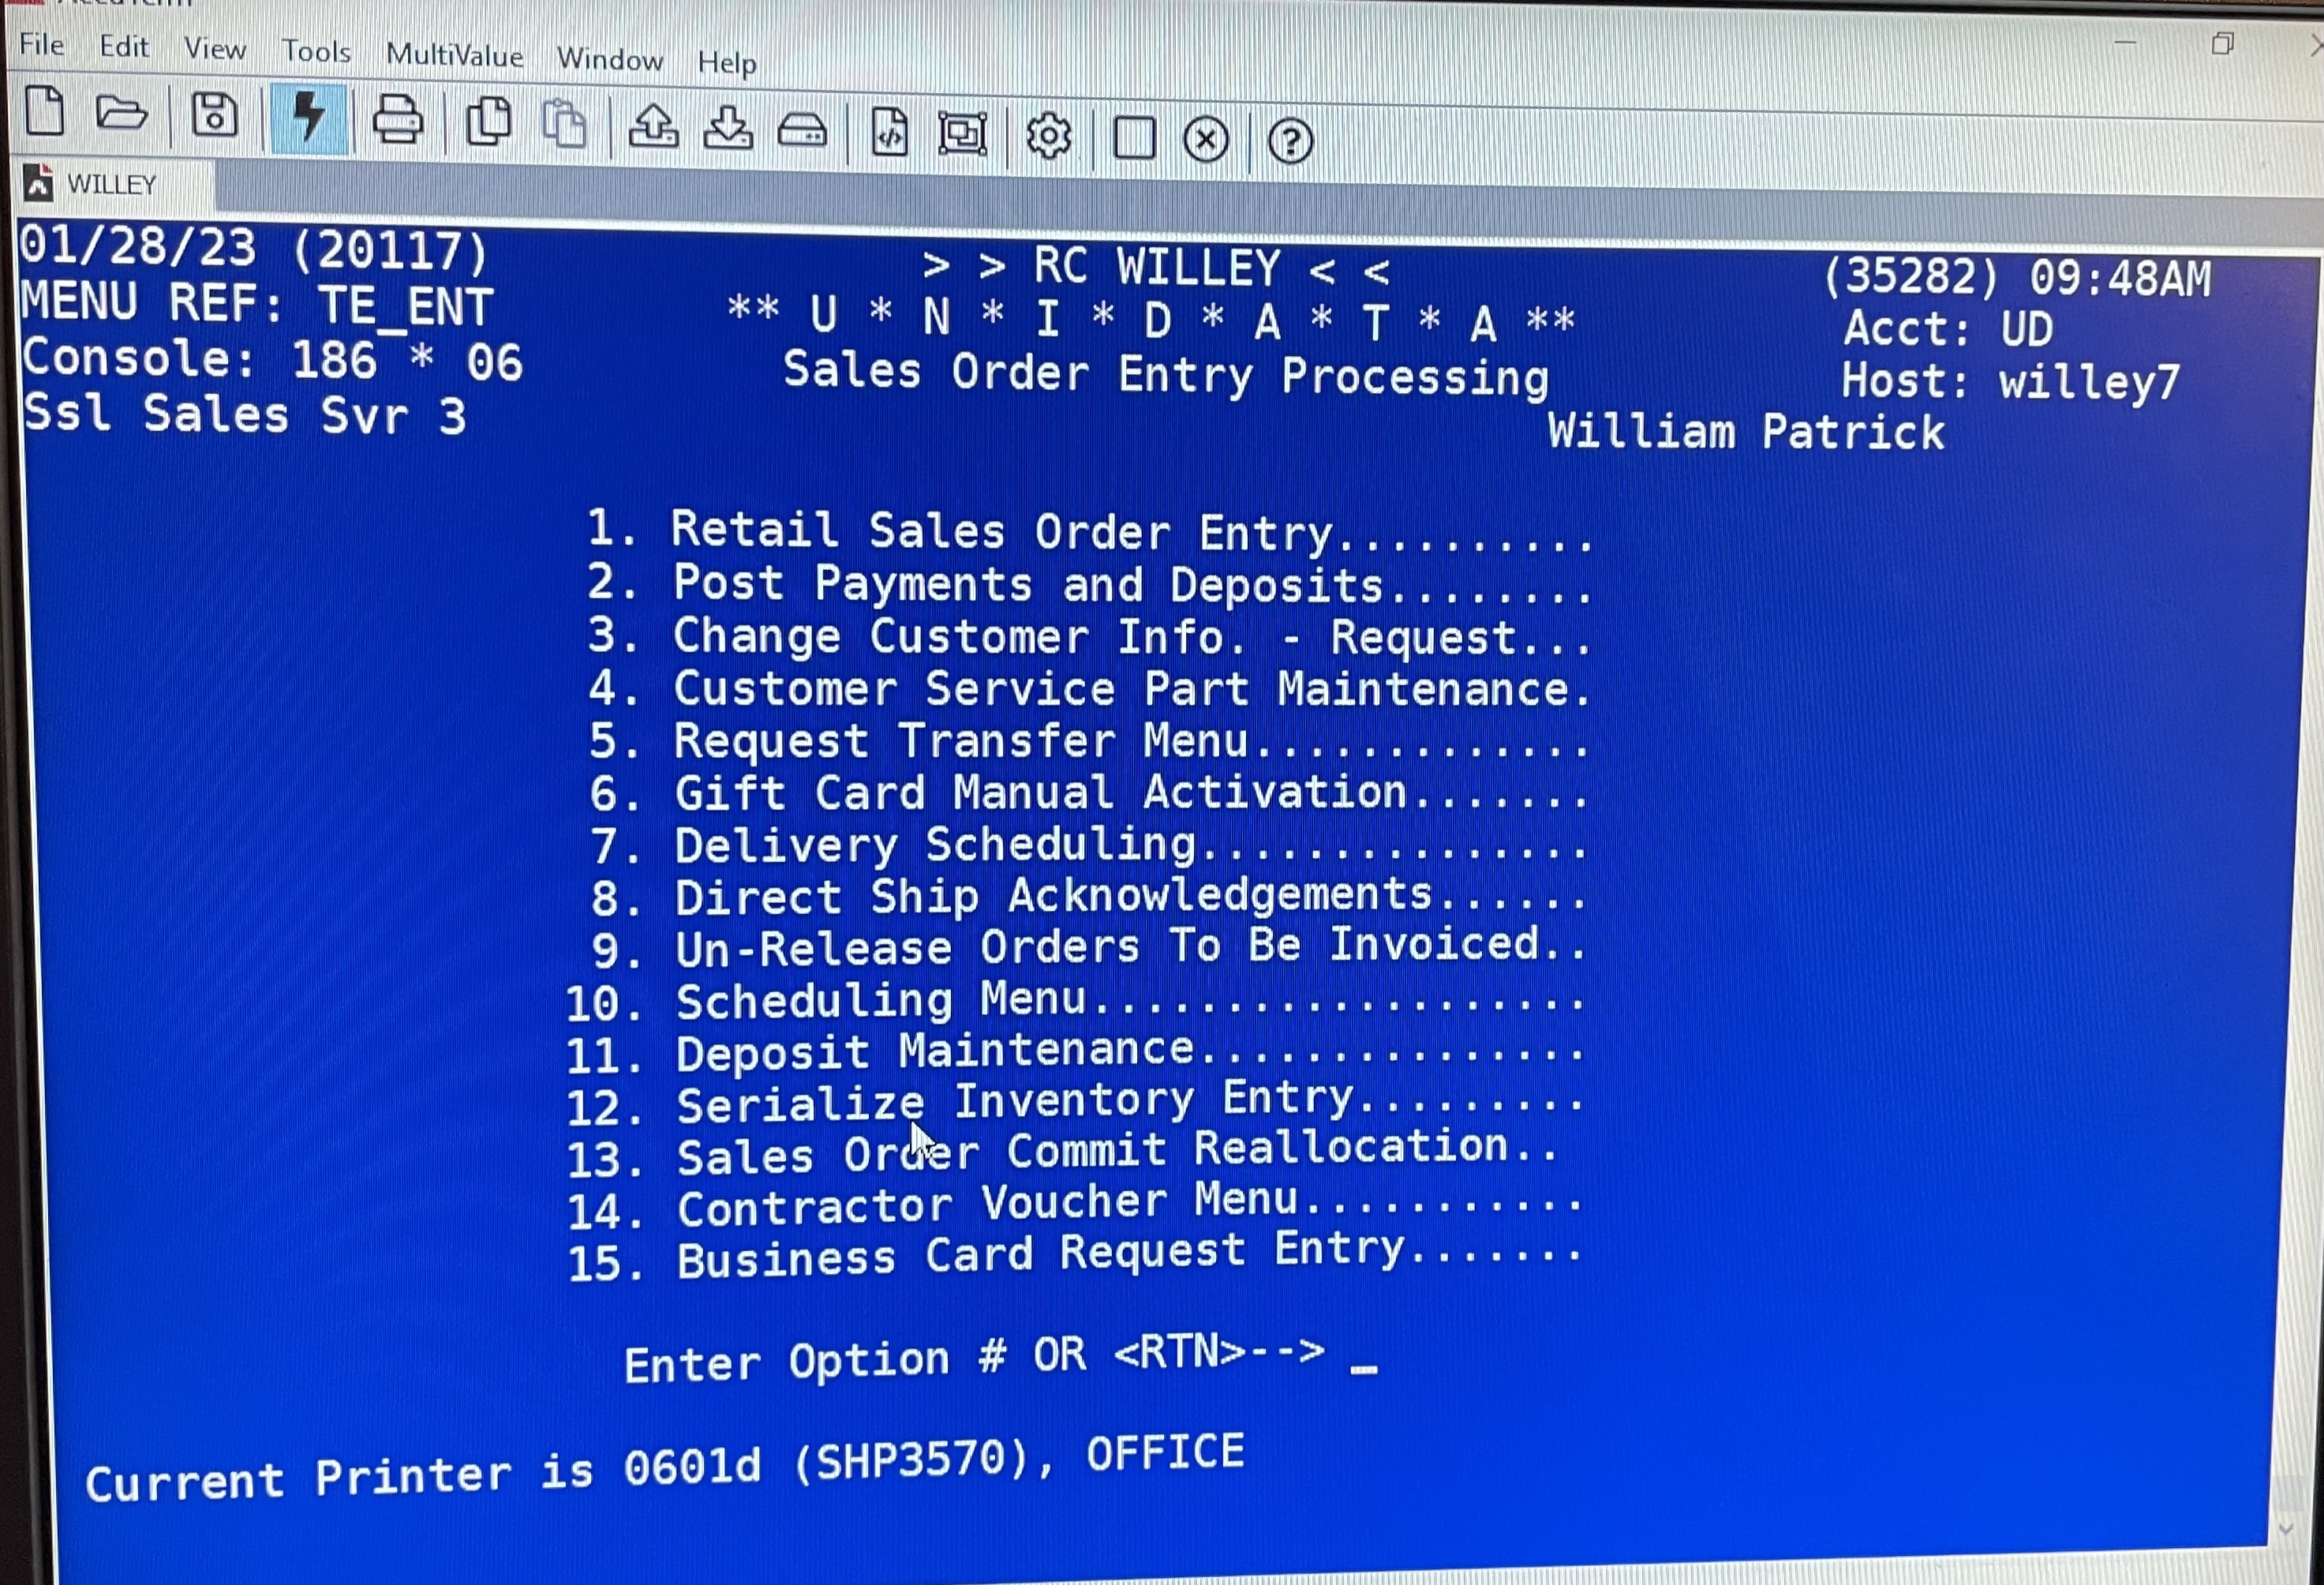 File Edit View Tools MultiValue Window Help
WILLEY
01/28/23 (20117) > > RC WILLEY < < (35282) 09:48AM
MENU REF: TE_ENT ** U * N * I * D * A * T * A ** Acct: UD
Console: 186 * 06 Sales Order Entry Processing Host: willey7
Ssl Sales Svr 3 William Patrick
1. Retail Sales Order Entry..........
2. Post Payments and Deposits........
3. Change Customer Info. - Request...
4. Customer Service Part Maintenance.
5. Request Transfer Menu.............
6. Gift Card Manual Activation.......
7. Delivery Scheduling...............
8. Direct Ship Acknowledgements......
9. Un-Release Orders To Be Invoiced..
10. Scheduling Menu...................
11. Deposit Maintenance...............
12. Serialize Inventory Entry.........
13. Sales Order Commit Reallocation..
14. Contractor Voucher Menu...........
15. Business Card Request Entry.......
Enter Option # OR <RTN>--> _
Current Printer is 0601d (SHP3570), OFFICE